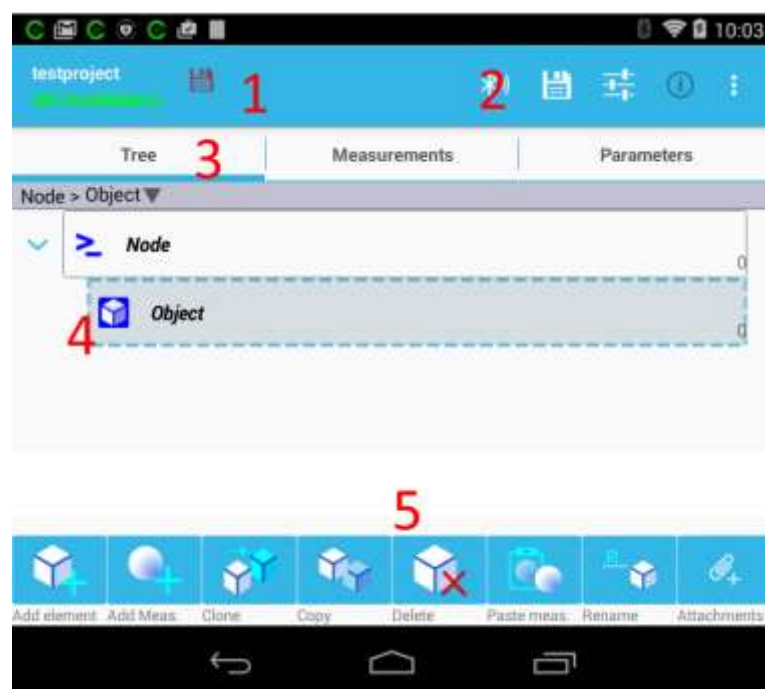 10:03
testproject
1
2
Tree
3
Measurements
Parameters
Node > Object
Node
0
Object
0
4
5
Add element
Add Meas.
Clone
Copy
Delete
Paste meas.
Rename
Attachments